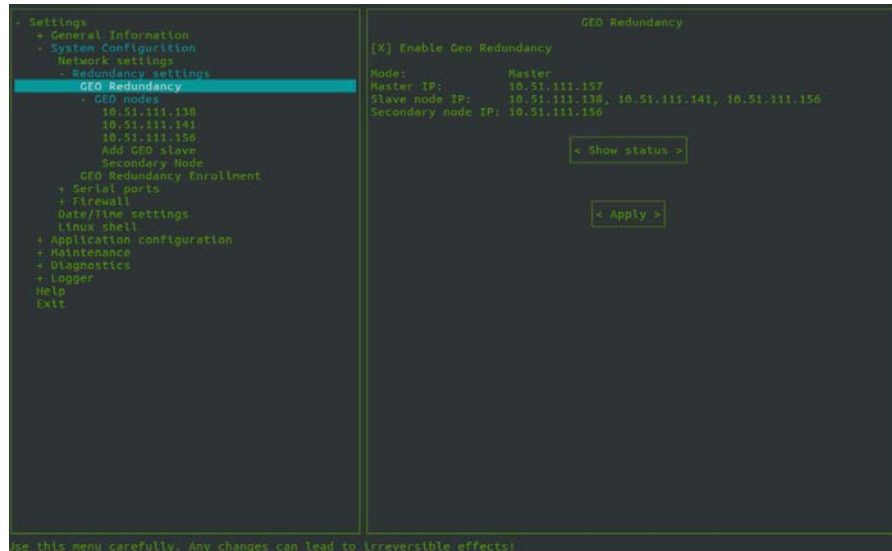 - Settings
+ General Information
- System Configurition
Network settings
- Redundancy settings
GEO Redundancy
- GEO nodes
10.51.111.138
10.51.111.141
10.51.111.156
Add GEO slave
Secondary Node
GEO Redundancy Enrollment
+ Serial ports
+ Firewall
Date/Time settings
Linux shell
+ Application configuration
+ Maintenance
+ Diagnostics
+ Logger
Help
Exit
GEO Redundancy
[X] Enable Geo Redundancy
Mode: Master
Master IP: 10.51.111.157
Slave node IP: 10.51.111.138, 10.51.111.141, 10.51.111.156
Secondary node IP: 10.51.111.156
< Show status >
< Apply >
Use this menu carefully. Any changes can lead to irreversible effects!